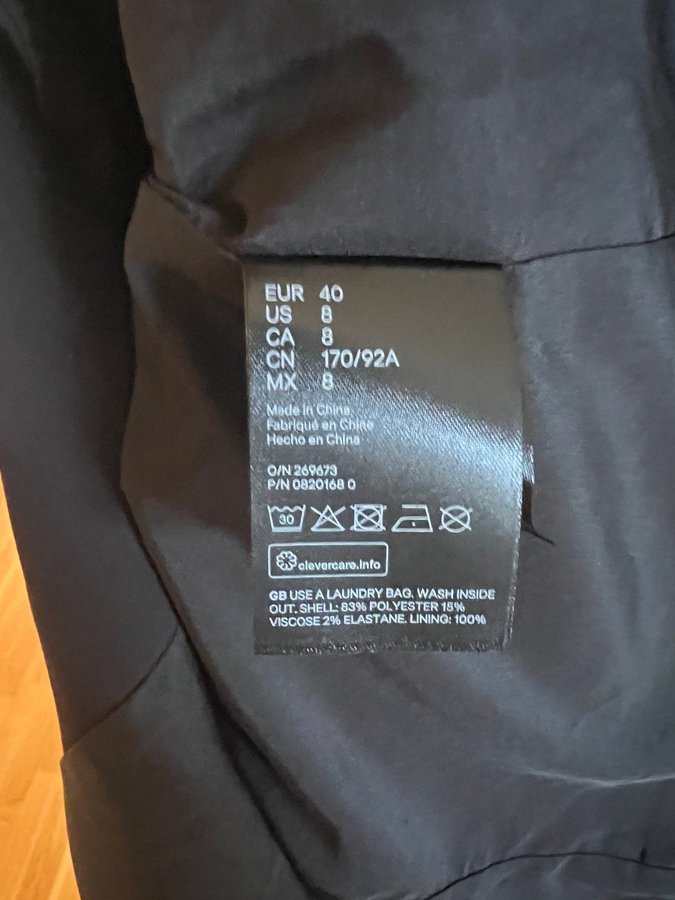 EUR 40
US 8
CA 8
CN 170/92A
MX 8
Made in China
Fabriqué en Chine
Hecho en China
O/N 269673
P/N 0820168 0
30
clevercare.info
GB USE A LAUNDRY BAG. WASH INSIDE
OUT. SHELL: 83% POLYESTER 15%
VISCOSE 2% ELASTANE. LINING: 100%